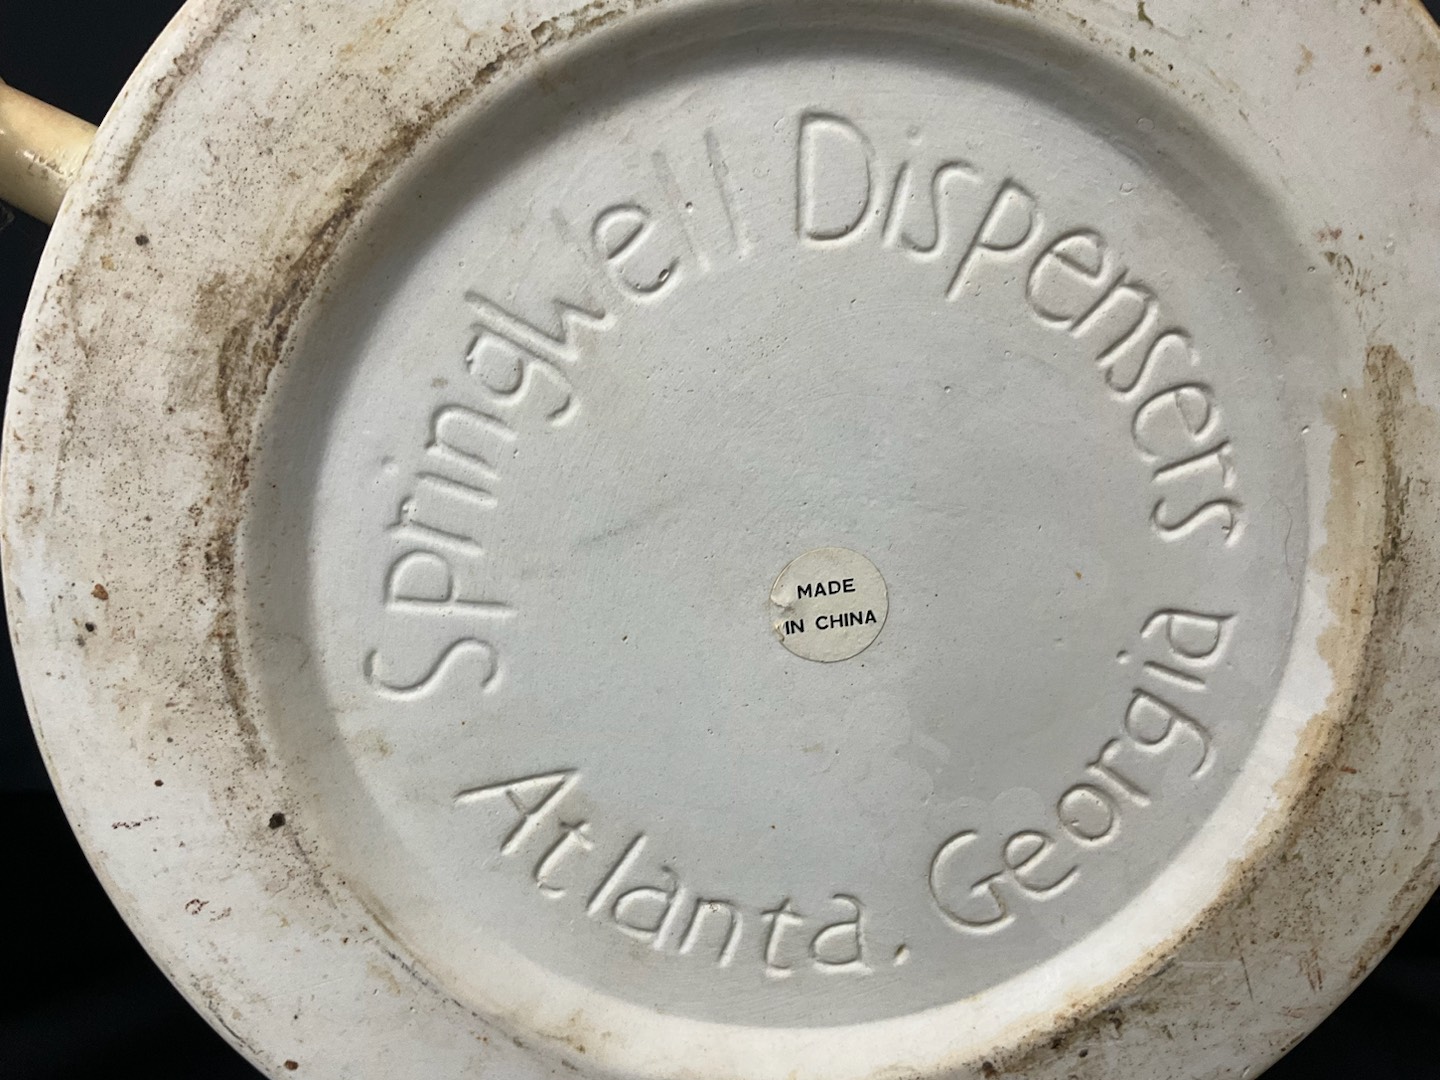 Springwell Dispensers
Atlanta. Georgia
MADE
IN CHINA